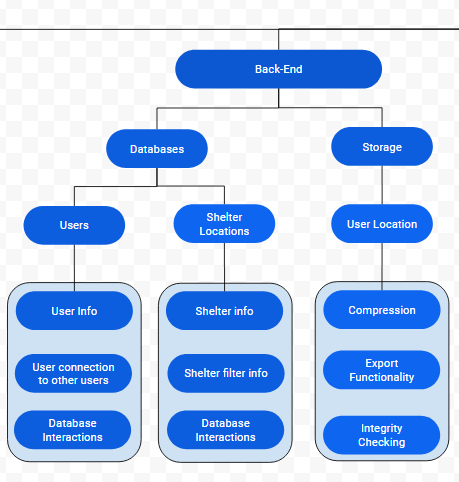 Back-End
Databases
Storage
Users
Shelter
Locations
User Location
User Info
Shelter info
Compression
User connection
to other users
Shelter filter info
Export
Functionality
Database
Interactions
Database
Interactions
Integrity
Checking